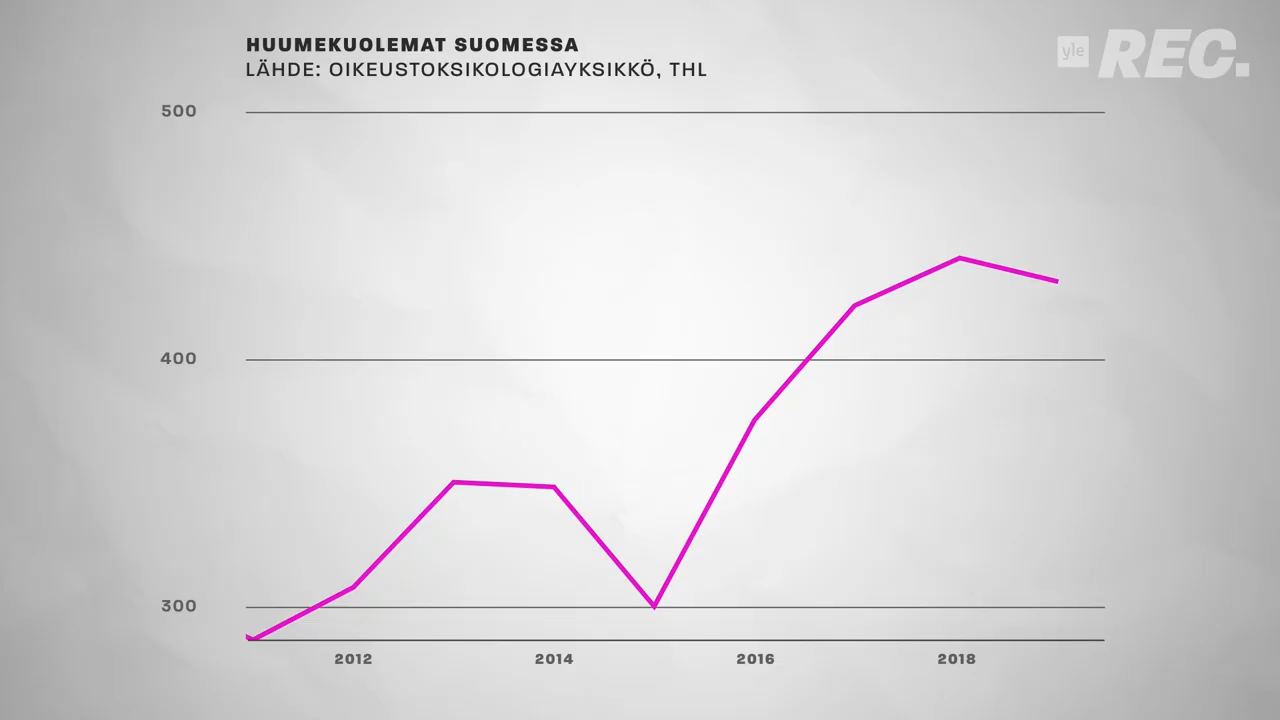 HUUMEKUOLEMAT SUOMESSA
LÄHDE: OIKEUSTOKSIKOLOGIAYKSIKKÖ, THL
yle REC.
500
400
300
2012 2014 2016 2018